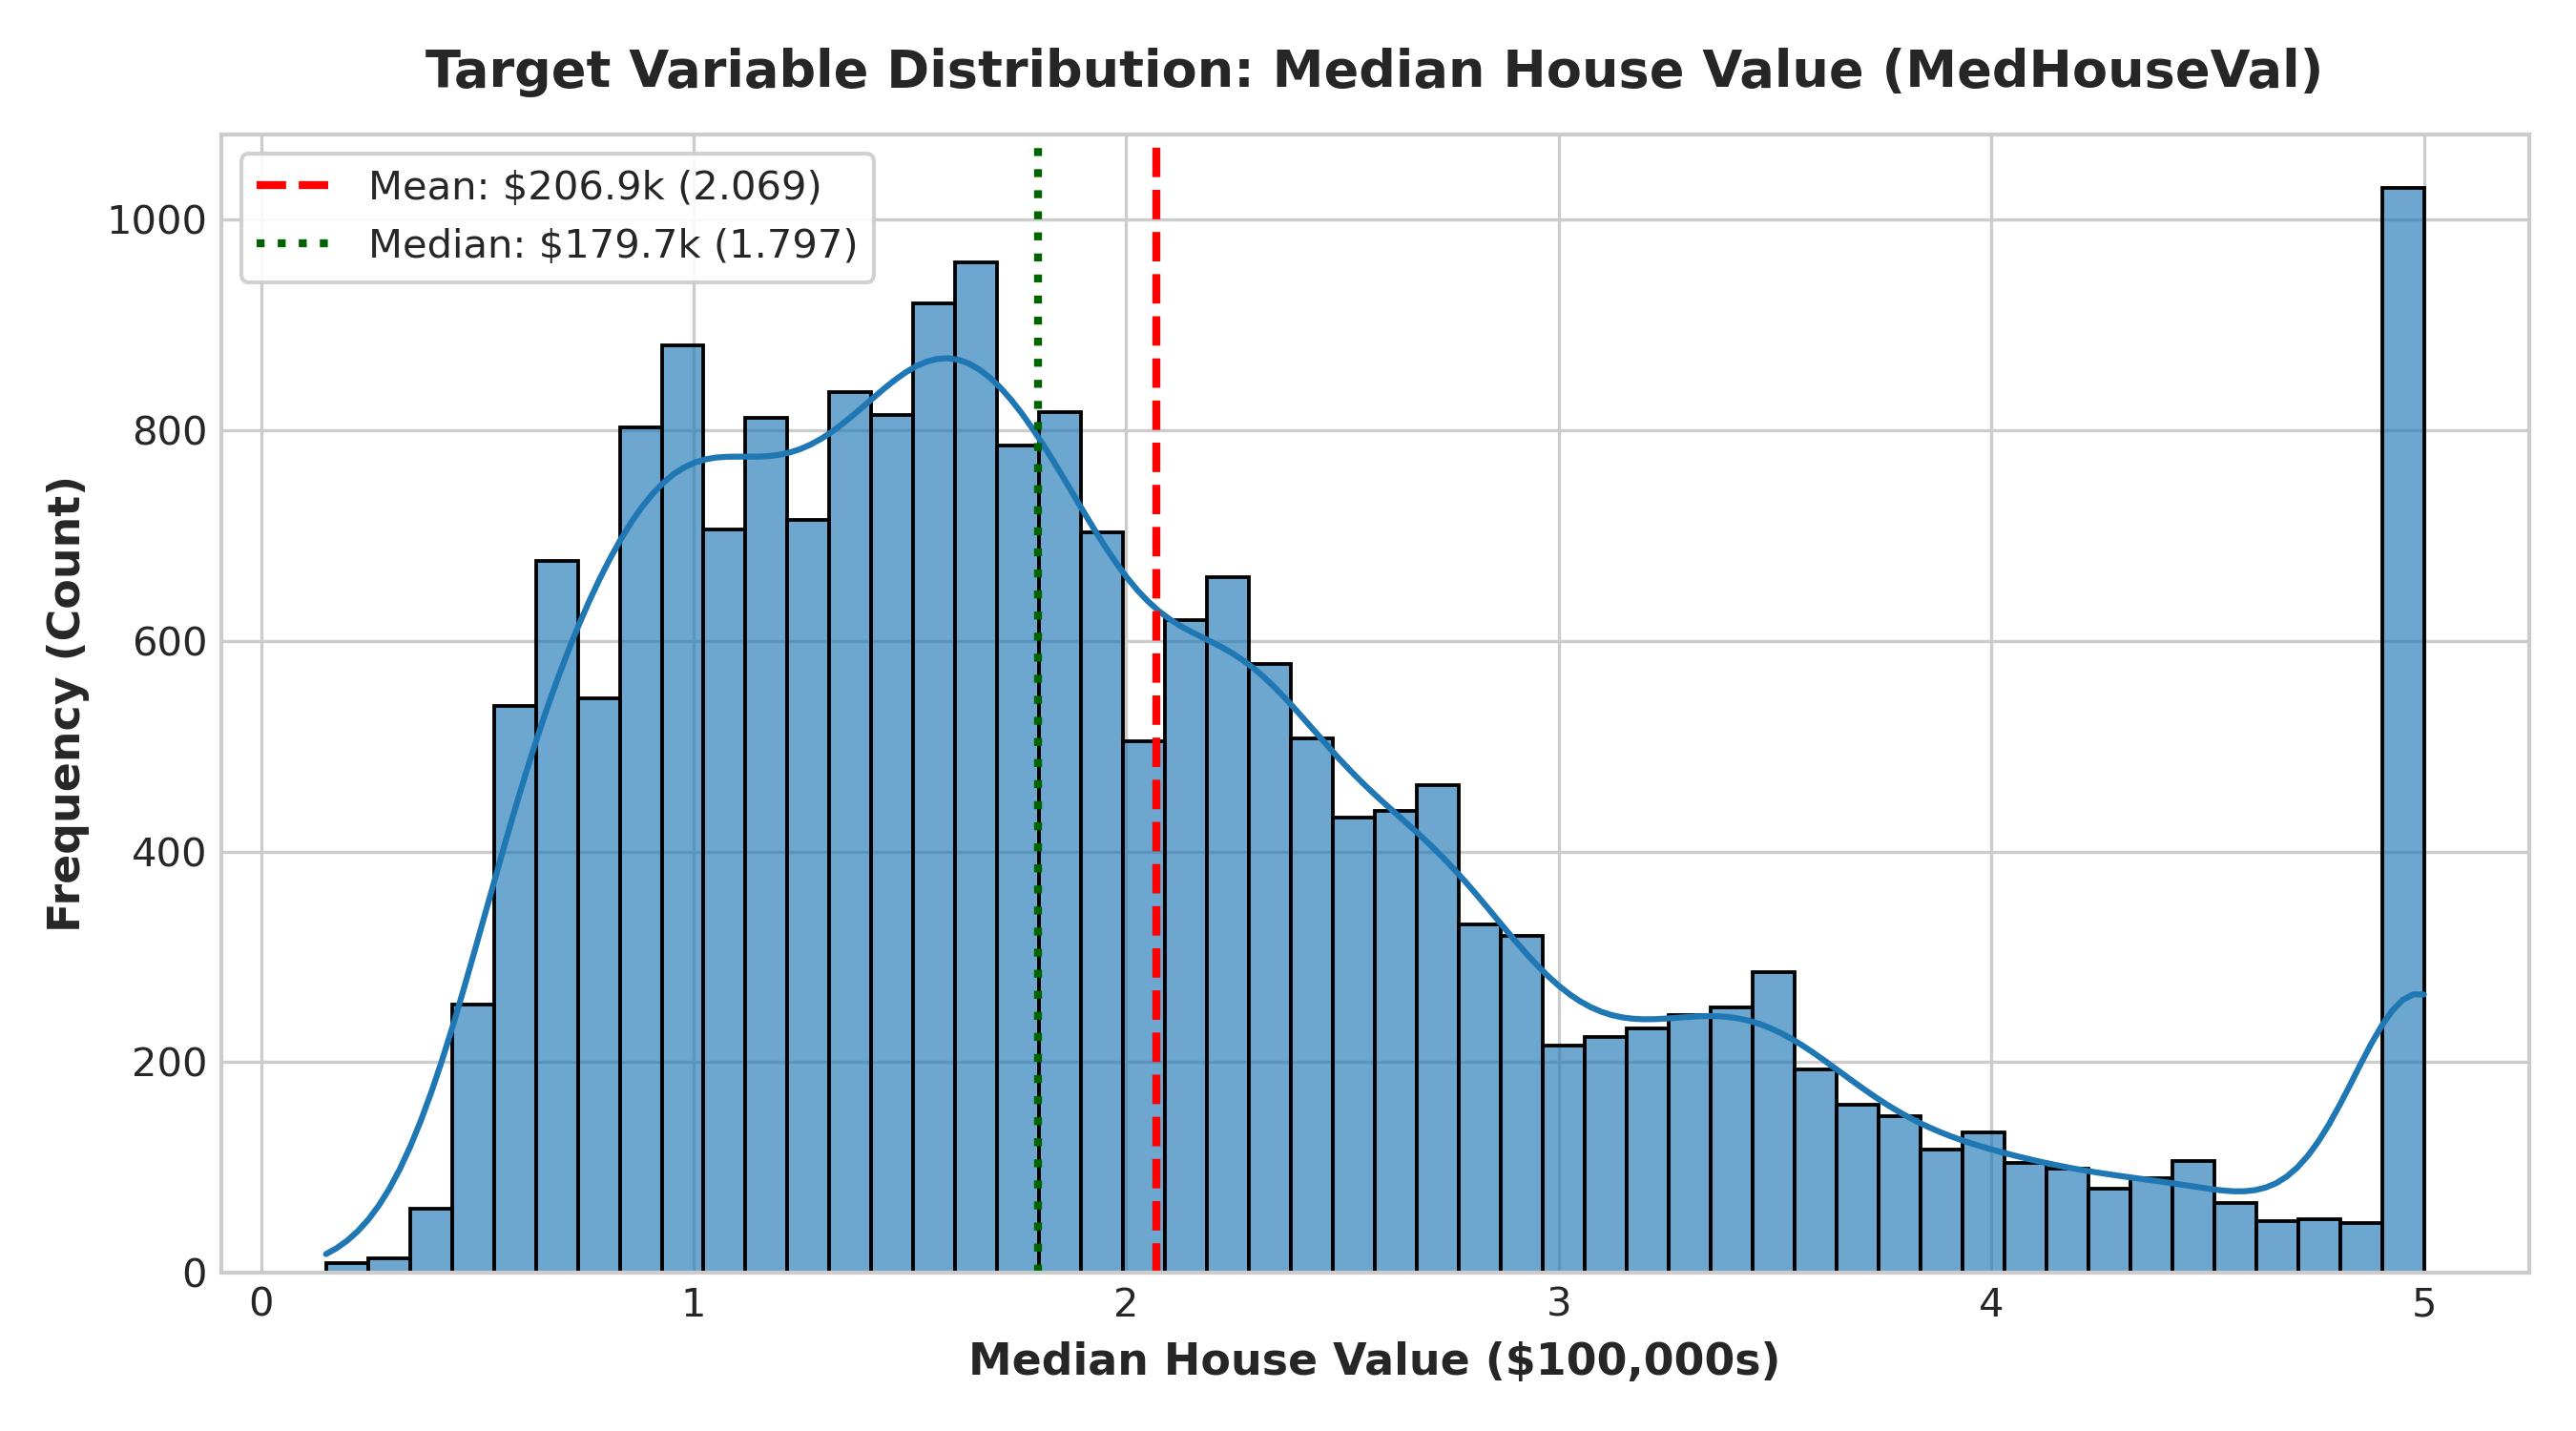 Target Variable Distribution: Median House Value (MedHouseVal)
Mean: $206.9k (2.069)
Median: $179.7k (1.797)
Frequency (Count)
1000
800
600
400
200
0
0 1 2 3 4 5
Median House Value ($100,000s)